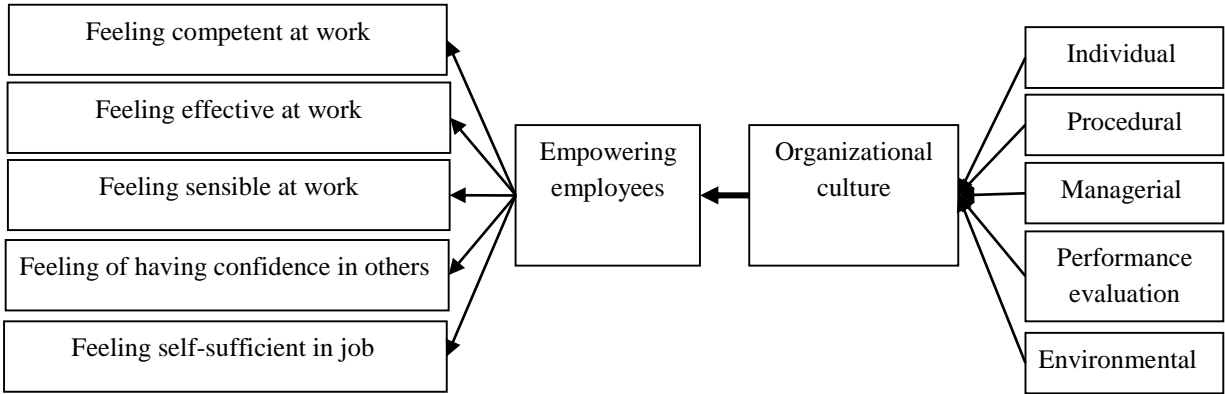 Feeling competent at work
Feeling effective at work
Feeling sensible at work
Feeling of having confidence in others
Feeling self-sufficient in job
Empowering
employees
Organizational
culture
Individual
Procedural
Managerial
Performance
evaluation
Environmental